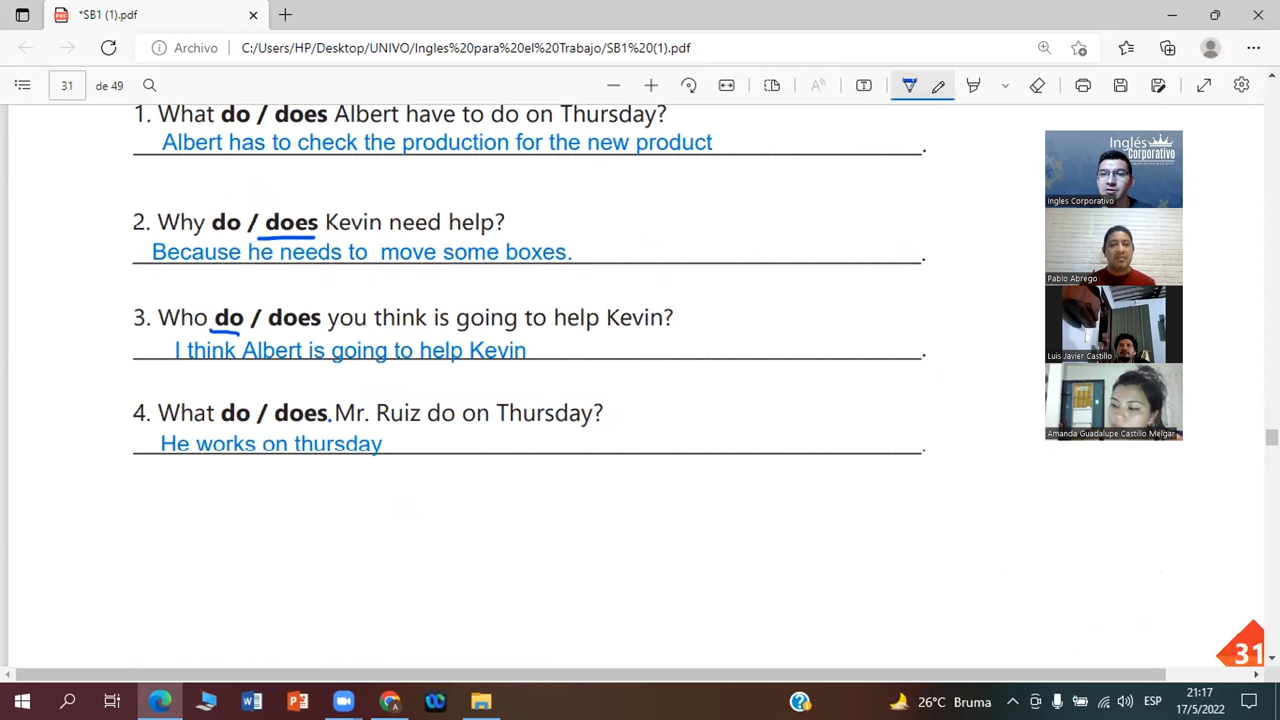 *SB1 (1).pdf
Archivo
C:/Users/HP/Desktop/UNIVO/Ingles%20para%20el%20Trabajo/SB1%20(1).pdf
31 de 49
1. What do / does Albert have to do on Thursday?
Albert has to check the production for the new product.
2. Why do / does Kevin need help?
Because he needs to move some boxes.
3. Who do / does you think is going to help Kevin?
I think Albert is going to help Kevin.
4. What do / does. Mr. Ruiz do on Thursday?
He works on thursday.
31
Inglés
Corporativo
Ingles Corporativo
Pablo Abrego
Luis Javier Castillo
Amanda Guadalupe Castillo Melgar
26°C Bruma
ESP
21:17
17/5/2022